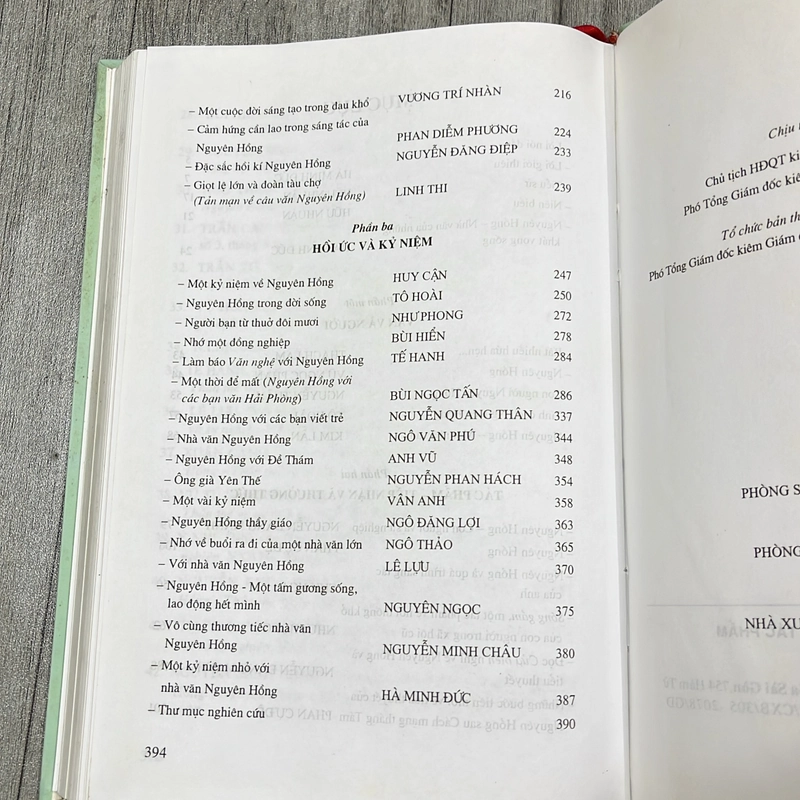 – Một cuộc đời sáng tạo trong đau khổ VƯƠNG TRÍ NHÀN 216
– Cảm hứng cần lao trong sáng tác của
Nguyên Hồng PHAN DIỄM PHƯƠNG 224
– Đặc sắc hồi kí Nguyên Hồng NGUYỄN ĐĂNG ĐIỆP 233
– Giọt lệ lớn và đoàn tàu chợ
(Tản mạn về câu văn Nguyên Hồng) LINH THI 239
Phần ba
HỒI ỨC VÀ KỶ NIỆM
– Một kỷ niệm về Nguyên Hồng HUY CẬN 247
– Nguyên Hồng trong đời sống TÔ HOÀI 250
– Người bạn từ thuở đôi mươi NHƯ PHONG 272
– Nhớ một đồng nghiệp BÙI HIỂN 278
– Làm báo Văn nghệ với Nguyên Hồng TẾ HANH 284
– Một thời để mất (Nguyên Hồng với
các bạn văn Hải Phòng) BÙI NGỌC TẤN 286
– Nguyên Hồng với các bạn viết trẻ NGUYỄN QUANG THÂN 337
– Nhà văn Nguyên Hồng NGÔ VĂN PHÚ 344
– Nguyên Hồng với Đề Thám ANH VŨ 348
– Ông già Yên Thế NGUYỄN PHAN HÁCH 354
– Một vài kỷ niệm VÂN ANH 358
– Nguyên Hồng thầy giáo NGÔ ĐĂNG LỢI 363
– Nhớ về buổi ra đi của một nhà văn lớn NGÔ THẢO 365
– Với nhà văn Nguyên Hồng LÊ LỰU 370
– Nguyên Hồng - Một tấm gương sống,
lao động hết mình NGUYÊN NGỌC 375
– Vô cùng thương tiếc nhà văn
Nguyên Hồng NGUYỄN MINH CHÂU 380
– Một kỷ niệm nhỏ với
nhà văn Nguyên Hồng HÀ MINH ĐỨC 387
– Thư mục nghiên cứu 390
394
Chịu t
Chủ tịch HĐQT ki
Phó Tổng Giám đốc kiêm
Tổ chức bản th
Phó Tổng Giám đốc kiêm Giám đ
PHÒNG S
PHÒNG
NHÀ XU